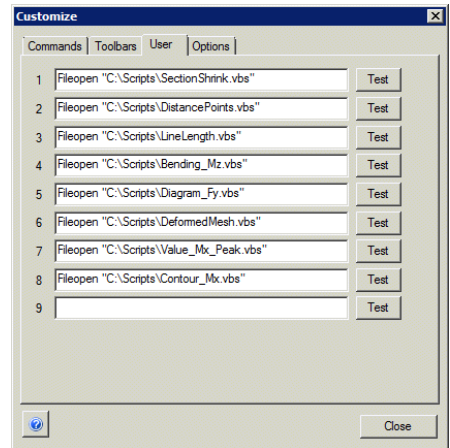 Customize
Commands Toolbars User Options
1 Fileopen "C:\Scripts\SectionShrink.vbs" Test
2 Fileopen "C:\Scripts\DistancePoints.vbs" Test
3 Fileopen "C:\Scripts\LineLength.vbs" Test
4 Fileopen "C:\Scripts\Bending_Mz.vbs" Test
5 Fileopen "C:\Scripts\Diagram_Fy.vbs" Test
6 Fileopen "C:\Scripts\DeformedMesh.vbs" Test
7 Fileopen "C:\Scripts\Value_Mx_Peak.vbs" Test
8 Fileopen "C:\Scripts\Contour_Mx.vbs" Test
9 Test
Close